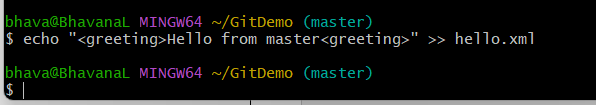 bhava@BhavanaL MINGW64 ~/GitDemo (master)
$ echo "<greeting>Hello from master<greeting>" >> hello.xml
bhava@BhavanaL MINGW64 ~/GitDemo (master)
$